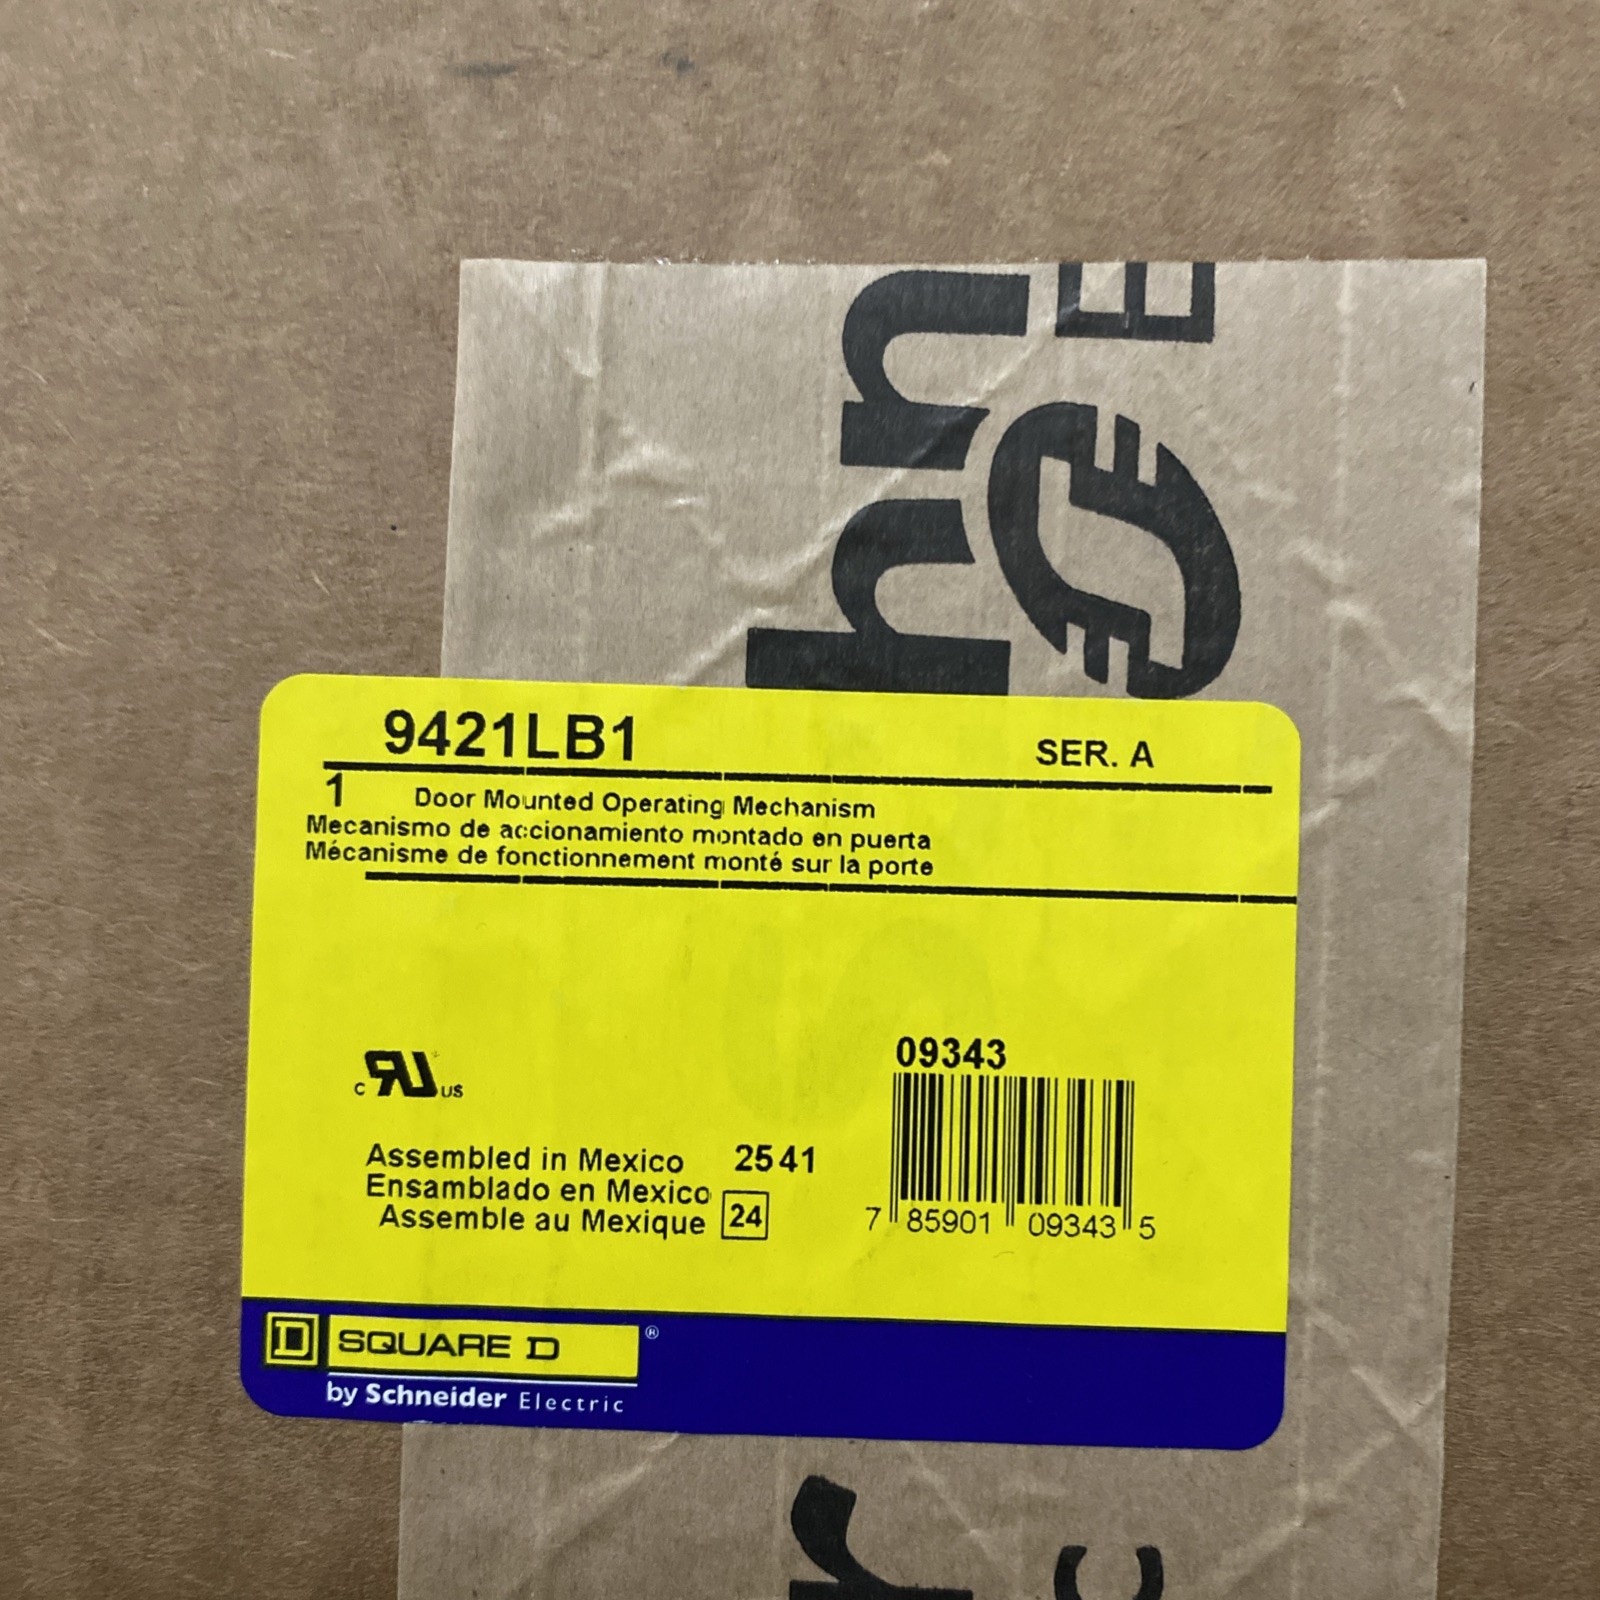 hn
E
9421LB1 SER. A
1 Door Mounted Operating Mechanism
Mecanismo de accionamiento montado en puerta
Mécanisme de fonctionnement monté sur la porte
09343
c RU US
Assembled in Mexico 2541
Ensamblado en Mexico
Assemble au Mexique 24
7 85901 09343 5
D SQUARE D ®
by Schneider Electric
r
c